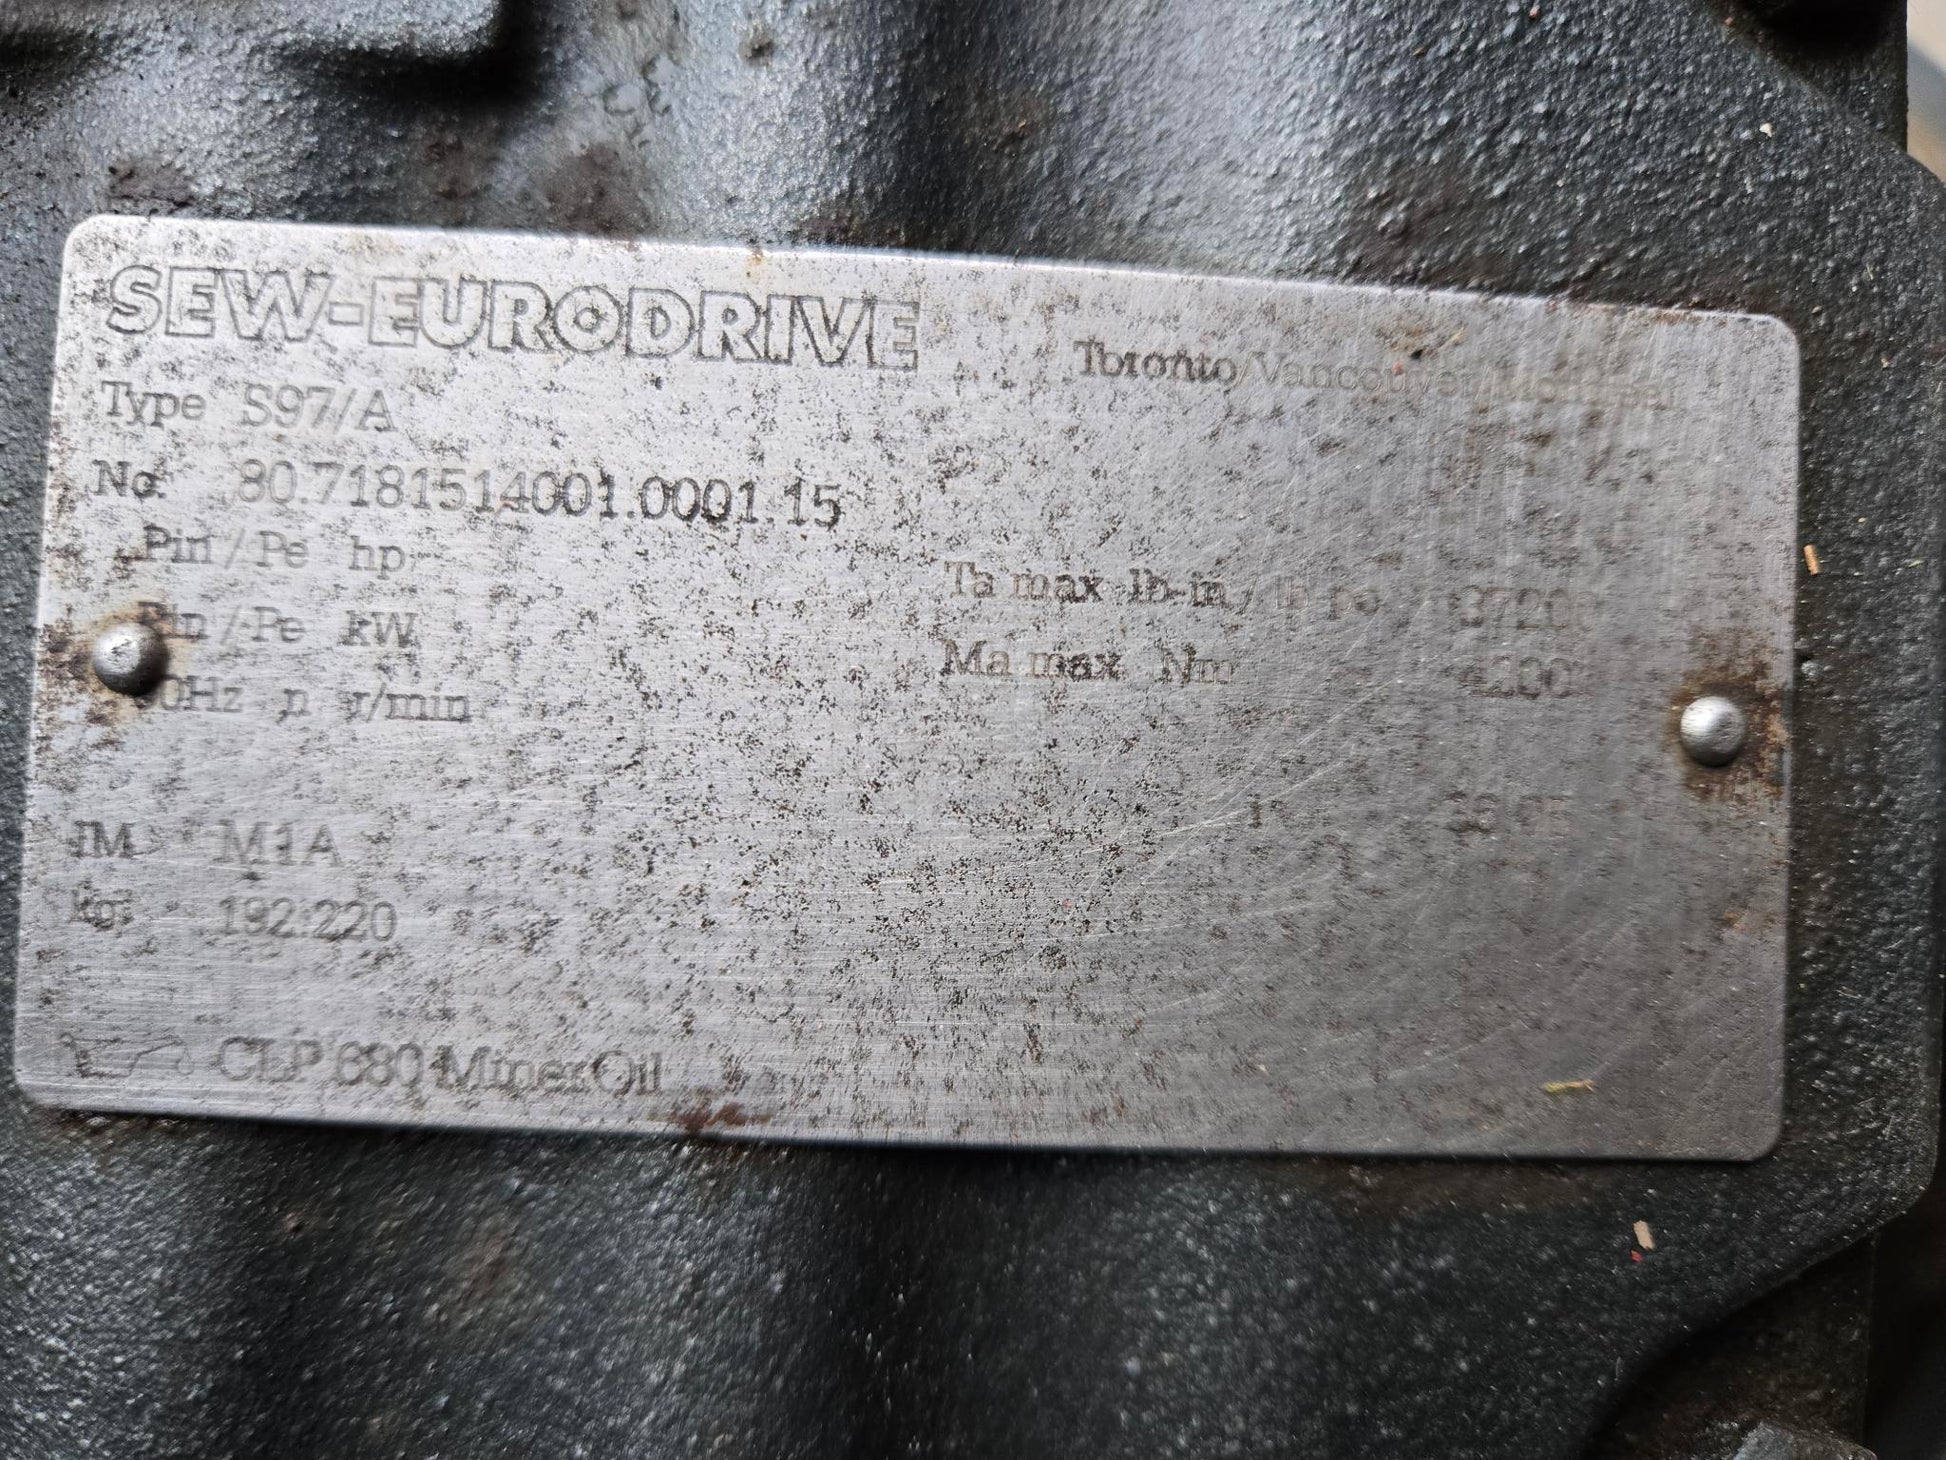 SEW-EURODRIVE
Toronto/Vancouver/Montreal
Type S97/A
No. 80.7181514001.0001.15
Pin/Pe hp
Ta max lb-in / lb po
Pin/Pe kW
Ma max Nm
n r/min
i
IM M1A
kg: 192.220
CLP 680 Miner.Oil